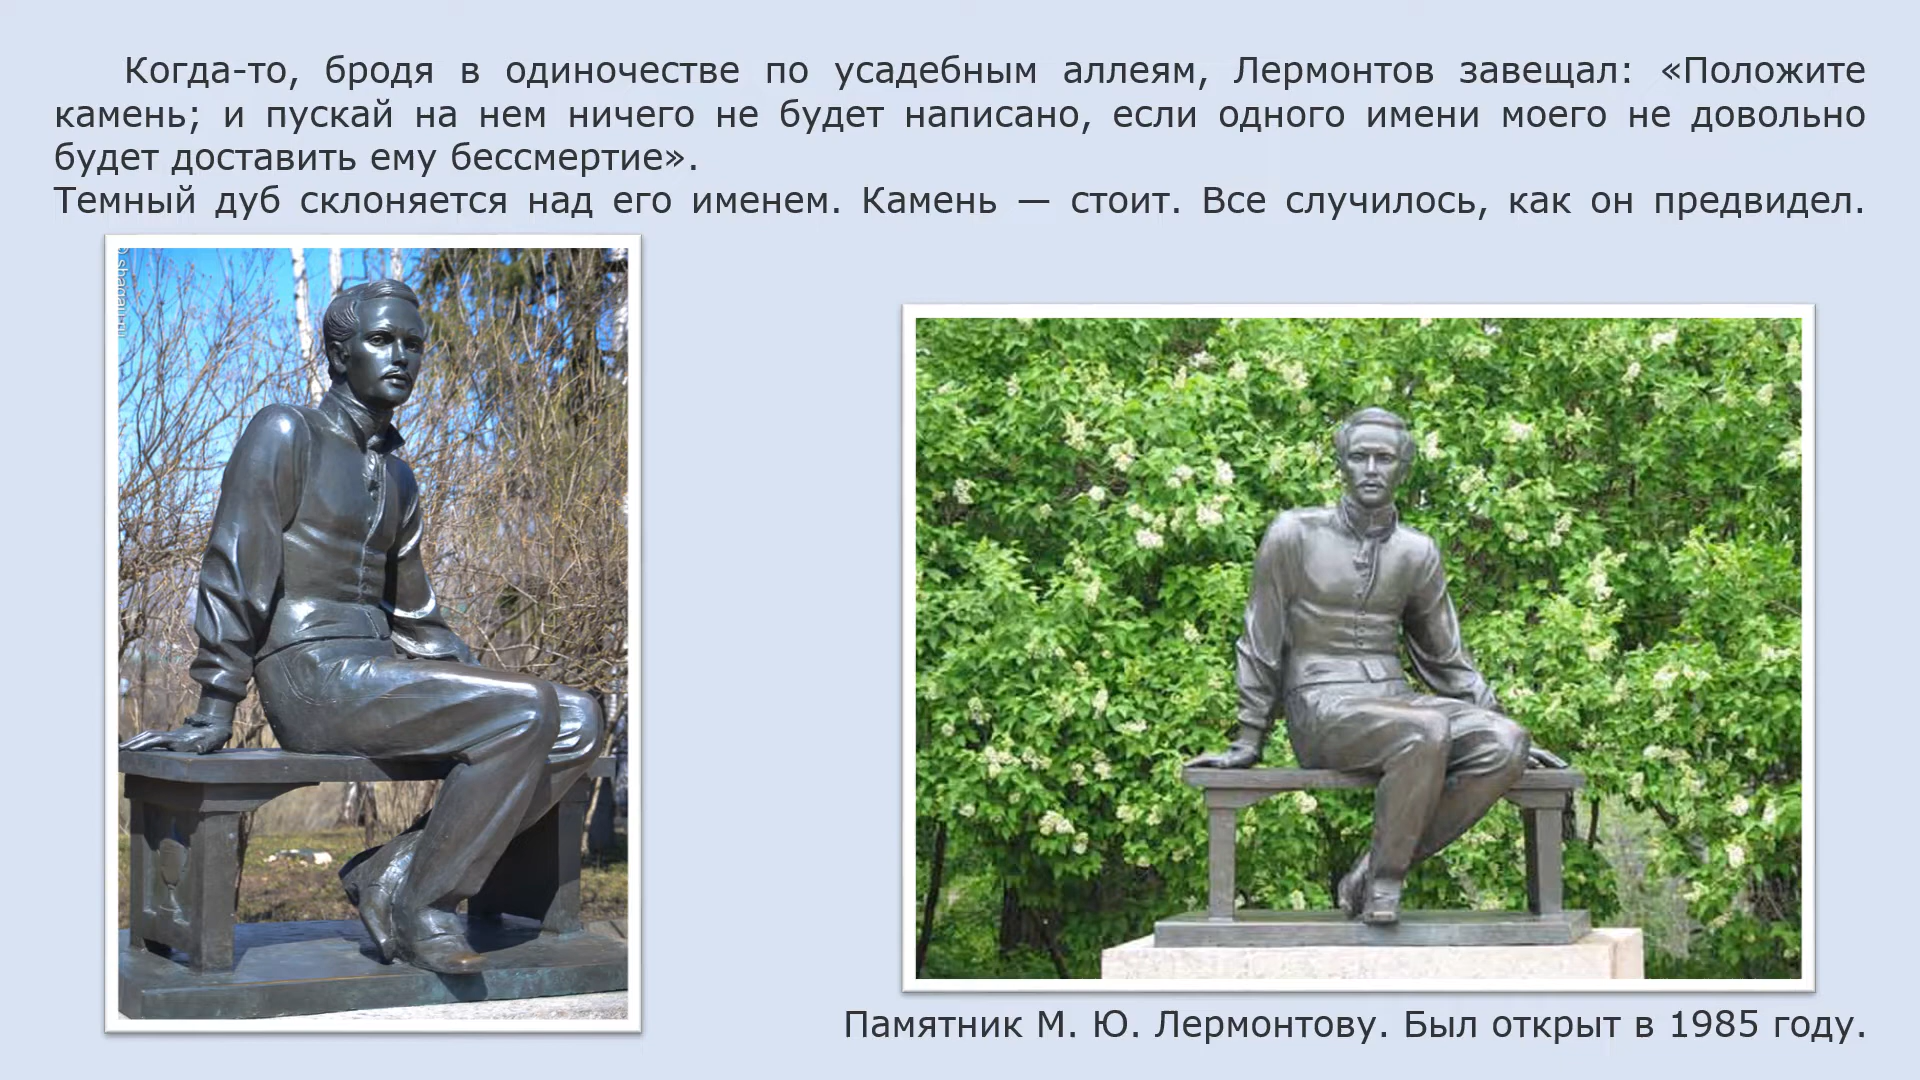 Когда-то, бродя в одиночестве по усадебным аллеям, Лермонтов завещал: «Положите
камень; и пускай на нем ничего не будет написано, если одного имени моего не довольно
будет доставить ему бессмертие».
Темный дуб склоняется над его именем. Камень — стоит. Все случилось, как он предвидел.
Памятник М. Ю. Лермонтову. Был открыт в 1985 году.